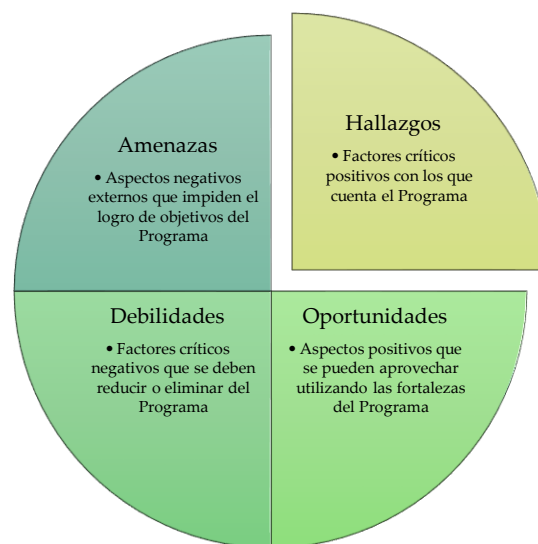 Amenazas
• Aspectos negativos
externos que impiden el
logro de objetivos del
Programa
Hallazgos
• Factores críticos
positivos con los que
cuenta el Programa
Debilidades
• Factores críticos
negativos que se deben
reducir o eliminar del
Programa
Oportunidades
• Aspectos positivos que
se pueden aprovechar
utilizando las fortalezas
del Programa